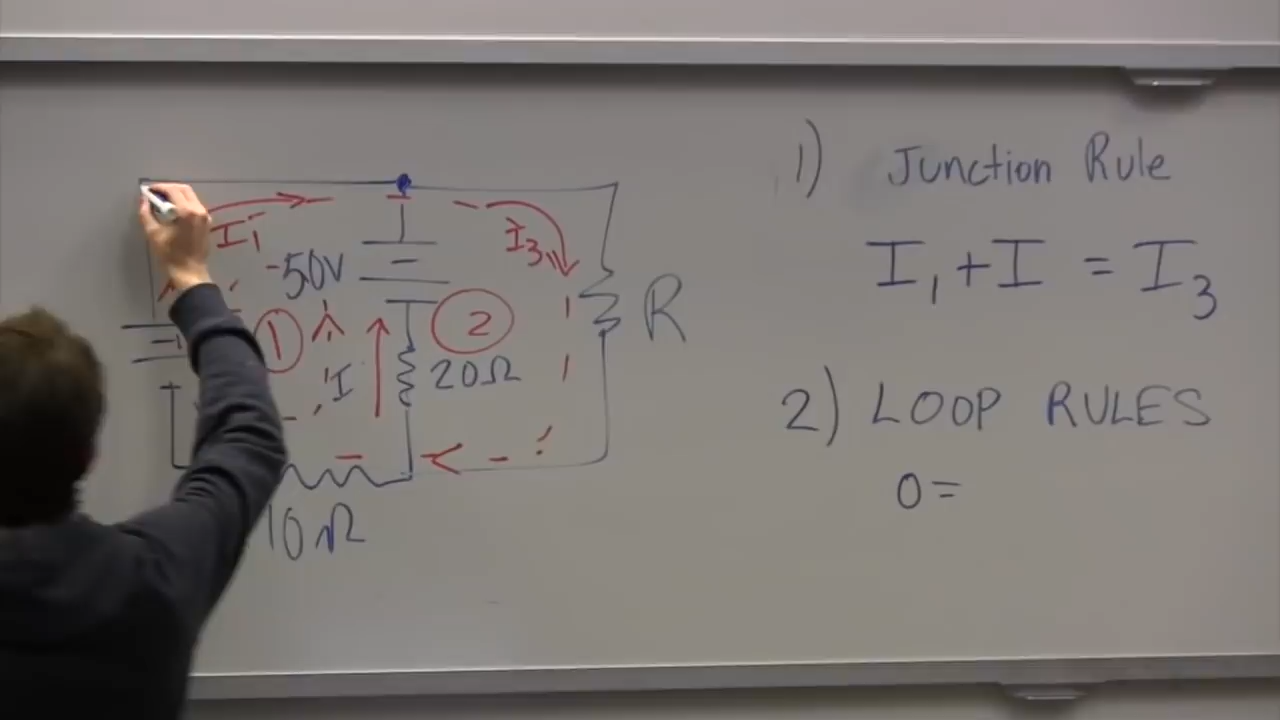 1) Junction Rule
I₁ + I = I₃
2) LOOP RULES
0 =
I₁
I₃
50V
1
2
R
I
20Ω
10Ω